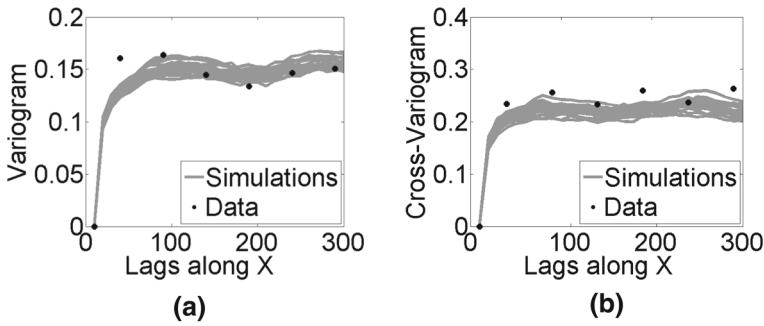 0.2
0.15
0.1
0.05
0
Variogram
Simulations
Data
0 100 200 300
Lags along X
(a)
0.4
0.3
0.2
0.1
0
Cross-Variogram
Simulations
Data
0 100 200 300
Lags along X
(b)